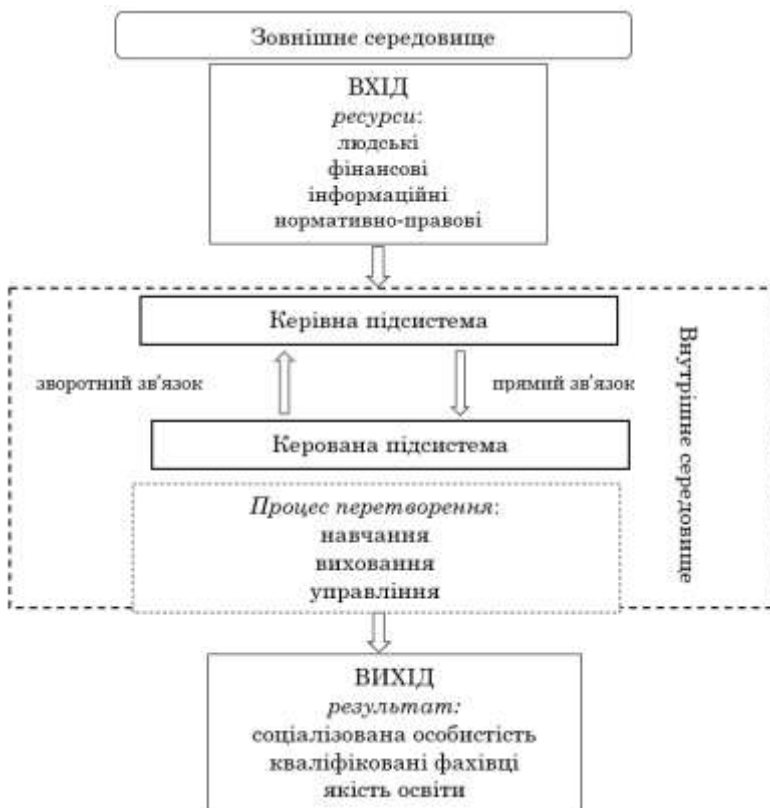 Зовнішнє середовище
ВХІД
ресурси:
людські
фінансові
інформаційні
нормативно-правові
Керівна підсистема
зворотний зв'язок
прямий зв'язок
Керована підсистема
Процес перетворення:
навчання
виховання
управління
Внутрішнє середовище
ВИХІД
результат:
соціалізована особистість
кваліфіковані фахівці
якість освіти